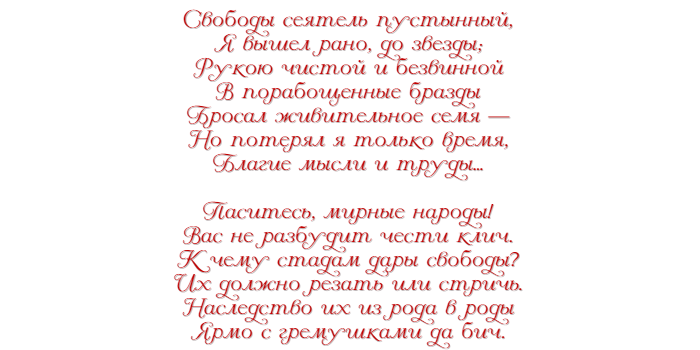 Свободы сеятель пустынный,
Я вышел рано, до звезды;
Рукою чистой и безвинной
В порабощенные бразды
Бросал живительное семя —
Но потерял я только время,
Благие мысли и труды...

Паситесь, мирные народы!
Вас не разбудит чести клич.
К чему стадам дары свободы?
Их должно резать или стричь.
Наследство их из рода в роды
Ярмо с гремушками да бич.